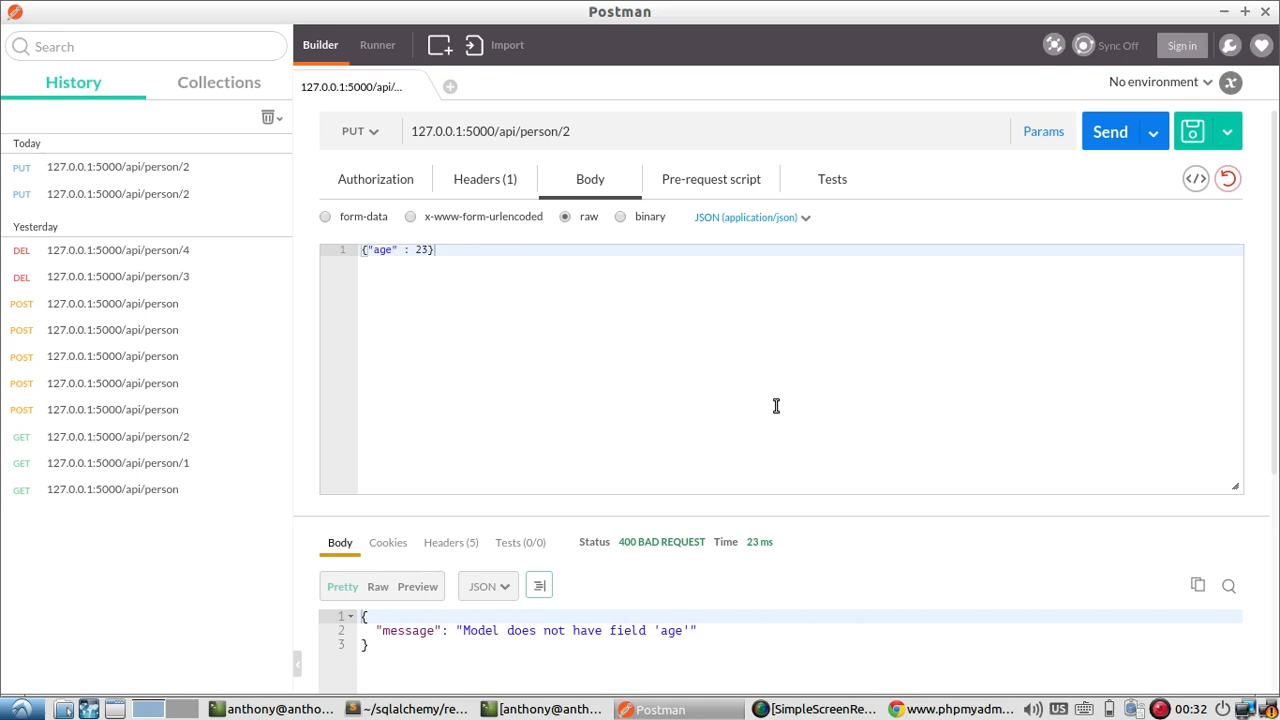 Postman
Search
Builder
Runner
Import
Sync Off
Sign in
History
Collections
127.0.0.1:5000/api/...
No environment
x
PUT
127.0.0.1:5000/api/person/2
Params
Send
Today
PUT 127.0.0.1:5000/api/person/2
PUT 127.0.0.1:5000/api/person/2
Yesterday
DEL 127.0.0.1:5000/api/person/4
DEL 127.0.0.1:5000/api/person/3
POST 127.0.0.1:5000/api/person
POST 127.0.0.1:5000/api/person
POST 127.0.0.1:5000/api/person
POST 127.0.0.1:5000/api/person
POST 127.0.0.1:5000/api/person
GET 127.0.0.1:5000/api/person/2
GET 127.0.0.1:5000/api/person/1
GET 127.0.0.1:5000/api/person
Authorization
Headers (1)
Body
Pre-request script
Tests
form-data
x-www-form-urlencoded
raw
binary
JSON (application/json)
1 {"age" : 23}
Body
Cookies
Headers (5)
Tests (0/0)
Status 400 BAD REQUEST Time 23 ms
Pretty
Raw
Preview
JSON
1 {
2 "message": "Model does not have field 'age'"
3 }
anthony@antho...
~/sqlalchemy/re...
[anthony@antho...
Postman
[SimpleScreenRe...
www.phpmyadm...
US
00:32